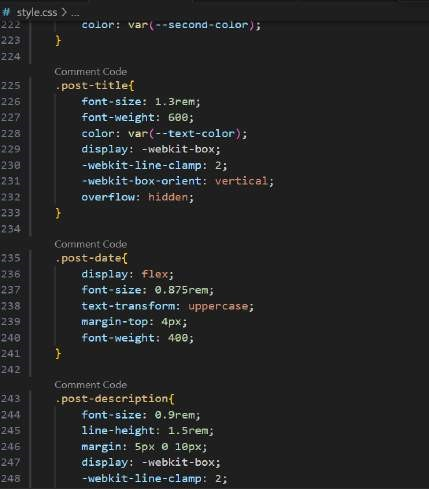 # style.css > ...
222 color: var(--second-color);
223 }
224
Comment Code
225 .post-title{
226 font-size: 1.3rem;
227 font-weight: 600;
228 color: var(--text-color);
229 display: -webkit-box;
230 -webkit-line-clamp: 2;
231 -webkit-box-orient: vertical;
232 overflow: hidden;
233 }
234
Comment Code
235 .post-date{
236 display: flex;
237 font-size: 0.875rem;
238 text-transform: uppercase;
239 margin-top: 4px;
240 font-weight: 400;
241 }
242
Comment Code
243 .post-description{
244 font-size: 0.9rem;
245 line-height: 1.5rem;
246 margin: 5px 0 10px;
247 display: -webkit-box;
248 -webkit-line-clamp: 2;